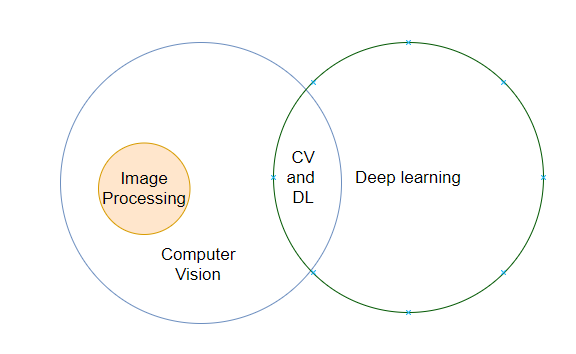 Image
Processing
Computer
Vision
CV
and
DL
Deep learning